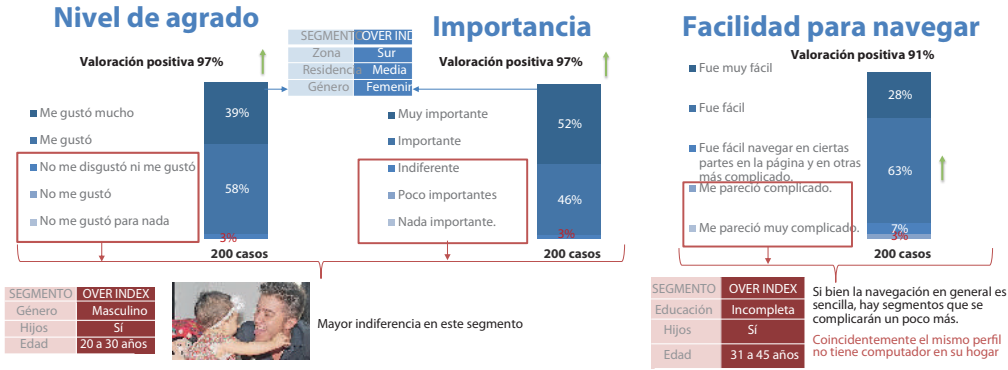 Nivel de agrado
Valoración positiva 97%
Me gustó mucho
Me gustó
No me disgustó ni me gustó
No me gustó
No me gustó para nada
39%
58%
3%
200 casos
SEGMENTO OVER INDEX
Género Masculino
Hijos Sí
Edad 20 a 30 años
Mayor indiferencia en este segmento
SEGMENT OVER IND
Zona Sur
Residencia Media
Género Femenin
Importancia
Valoración positiva 97%
Muy importante
Importante
Indiferente
Poco importantes
Nada importante.
52%
46%
3%
200 casos
Facilidad para navegar
Valoración positiva 91%
Fue muy fácil
Fue fácil
Fue fácil navegar en ciertas
partes en la página y en otras
más complicado.
Me pareció complicado.
Me pareció muy complicado.
28%
63%
7%
3%
200 casos
SEGMENTO OVER INDEX
Educación Incompleta
Hijos Sí
Edad 31 a 45 años
Si bien la navegación en general es
sencilla, hay segmentos que se
complicarán un poco más.
Coincidentemente el mismo perfil
no tiene computador en su hogar